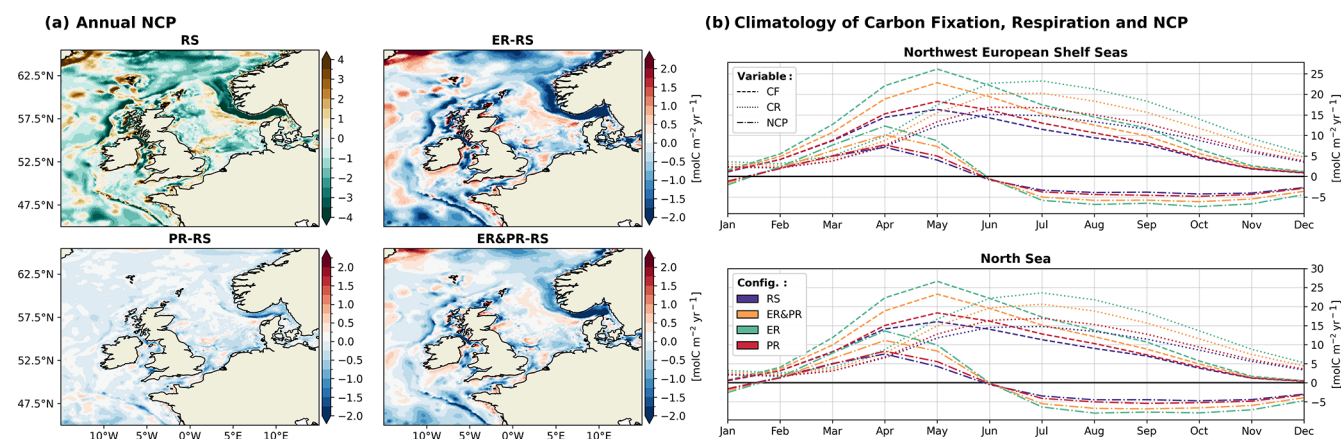 (a) Annual NCP
RS
62.5°N
57.5°N
52.5°N
47.5°N
4
3
2
1
0
−1
−2
−3
−4
ER-RS
2.0
1.5
1.0
0.5
0.0
−0.5
−1.0
−1.5
−2.0
[molC m⁻² yr⁻¹]
PR-RS
62.5°N
57.5°N
52.5°N
47.5°N
10°W 5°W 0°W 5°E 10°E
2.0
1.5
1.0
0.5
0.0
−0.5
−1.0
−1.5
−2.0
ER&PR-RS
10°W 5°W 0°W 5°E 10°E
2.0
1.5
1.0
0.5
0.0
−0.5
−1.0
−1.5
−2.0
[molC m⁻² yr⁻¹]
(b) Climatology of Carbon Fixation, Respiration and NCP
Northwest European Shelf Seas
Variable :
CF
CR
NCP
25
20
15
10
5
0
−5
[molC m⁻² yr⁻¹]
Jan Feb Mar Apr May Jun Jul Aug Sep Oct Nov Dec
North Sea
Config. :
RS
ER&PR
ER
PR
30
25
20
15
10
5
0
−5
[molC m⁻² yr⁻¹]
Jan Feb Mar Apr May Jun Jul Aug Sep Oct Nov Dec